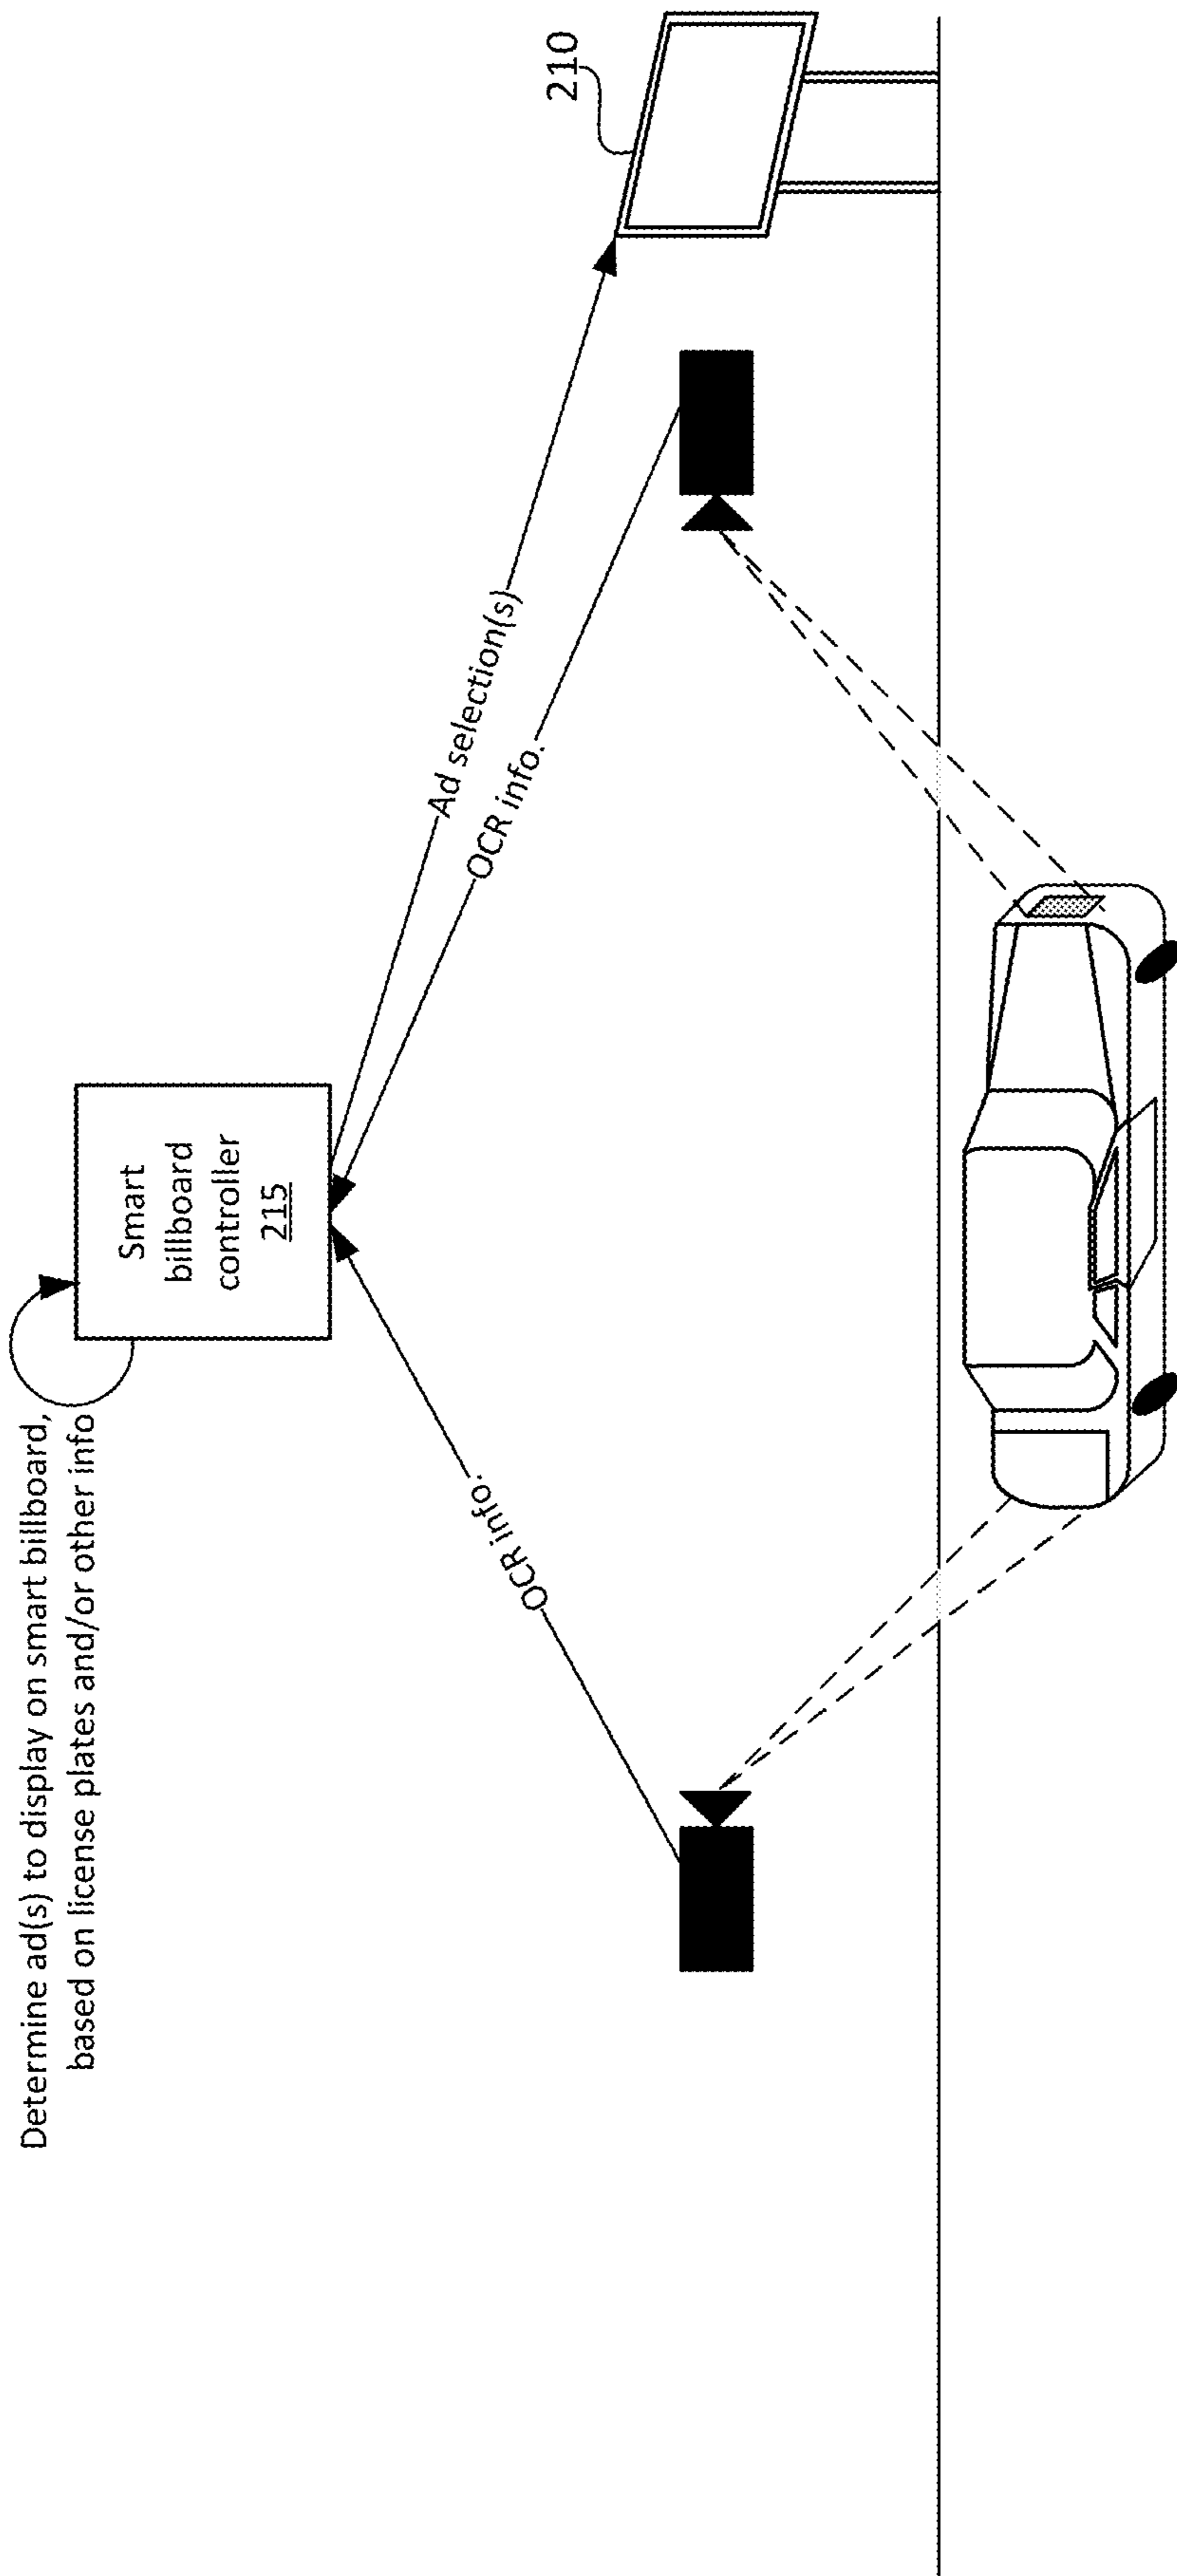 Determine ad(s) to display on smart billboard,
based on license plates and/or other info
Smart
billboard
controller
215
OCR info.
Ad selection(s)
OCR info.
210